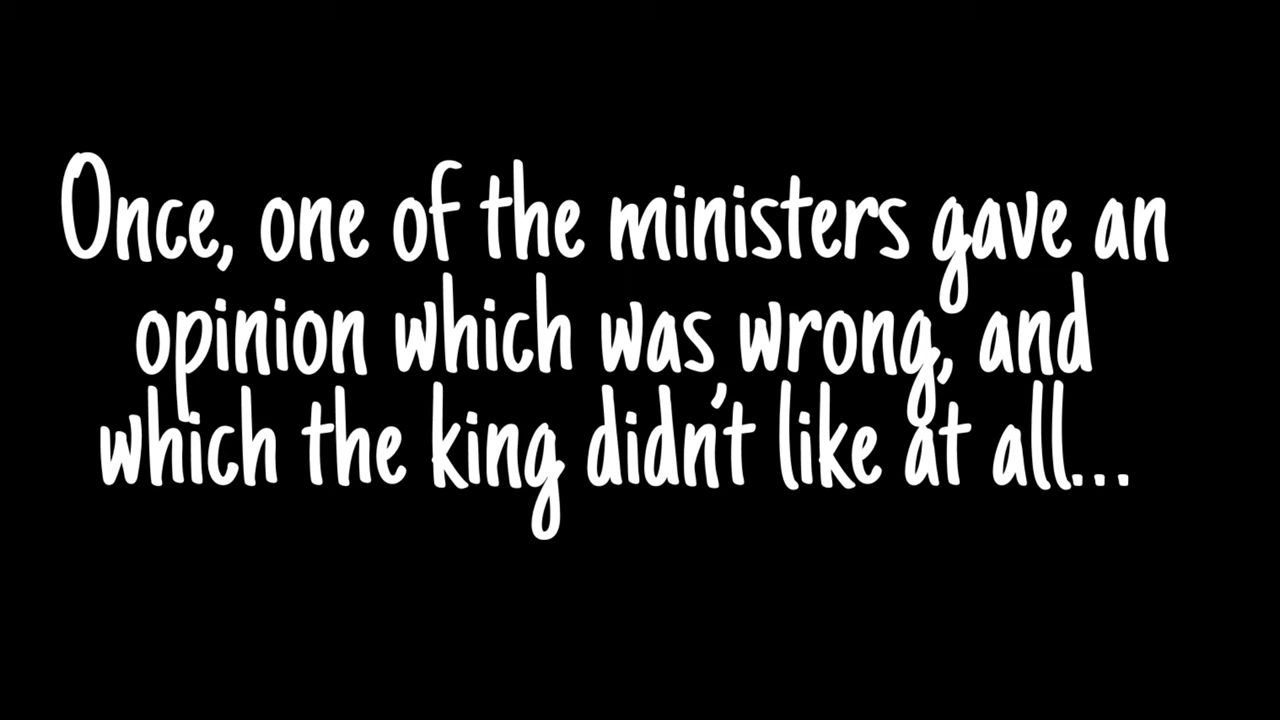 Once, one of the ministers gave an
opinion which was wrong, and
which the king didn't like at all...